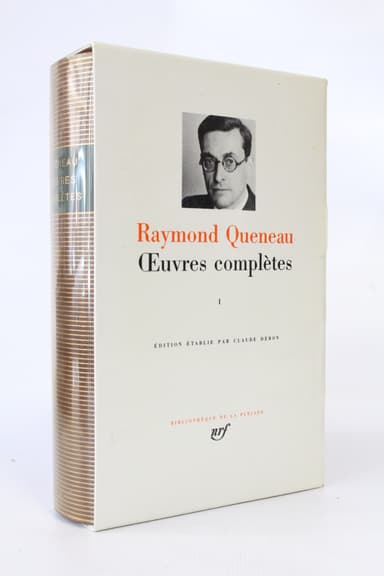 Raymond Queneau
Œuvres complètes
I
ÉDITION ÉTABLIE PAR CLAUDE DEBON
BIBLIOTHÈQUE DE LA PLÉIADE
nrf